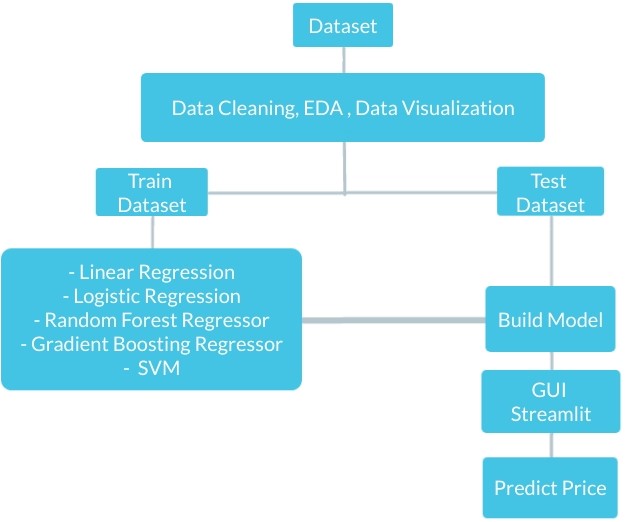 Dataset
Data Cleaning, EDA , Data Visualization
Train
Dataset
Test
Dataset
- Linear Regression
- Logistic Regression
- Random Forest Regressor
- Gradient Boosting Regressor
- SVM
Build Model
GUI
Streamlit
Predict Price